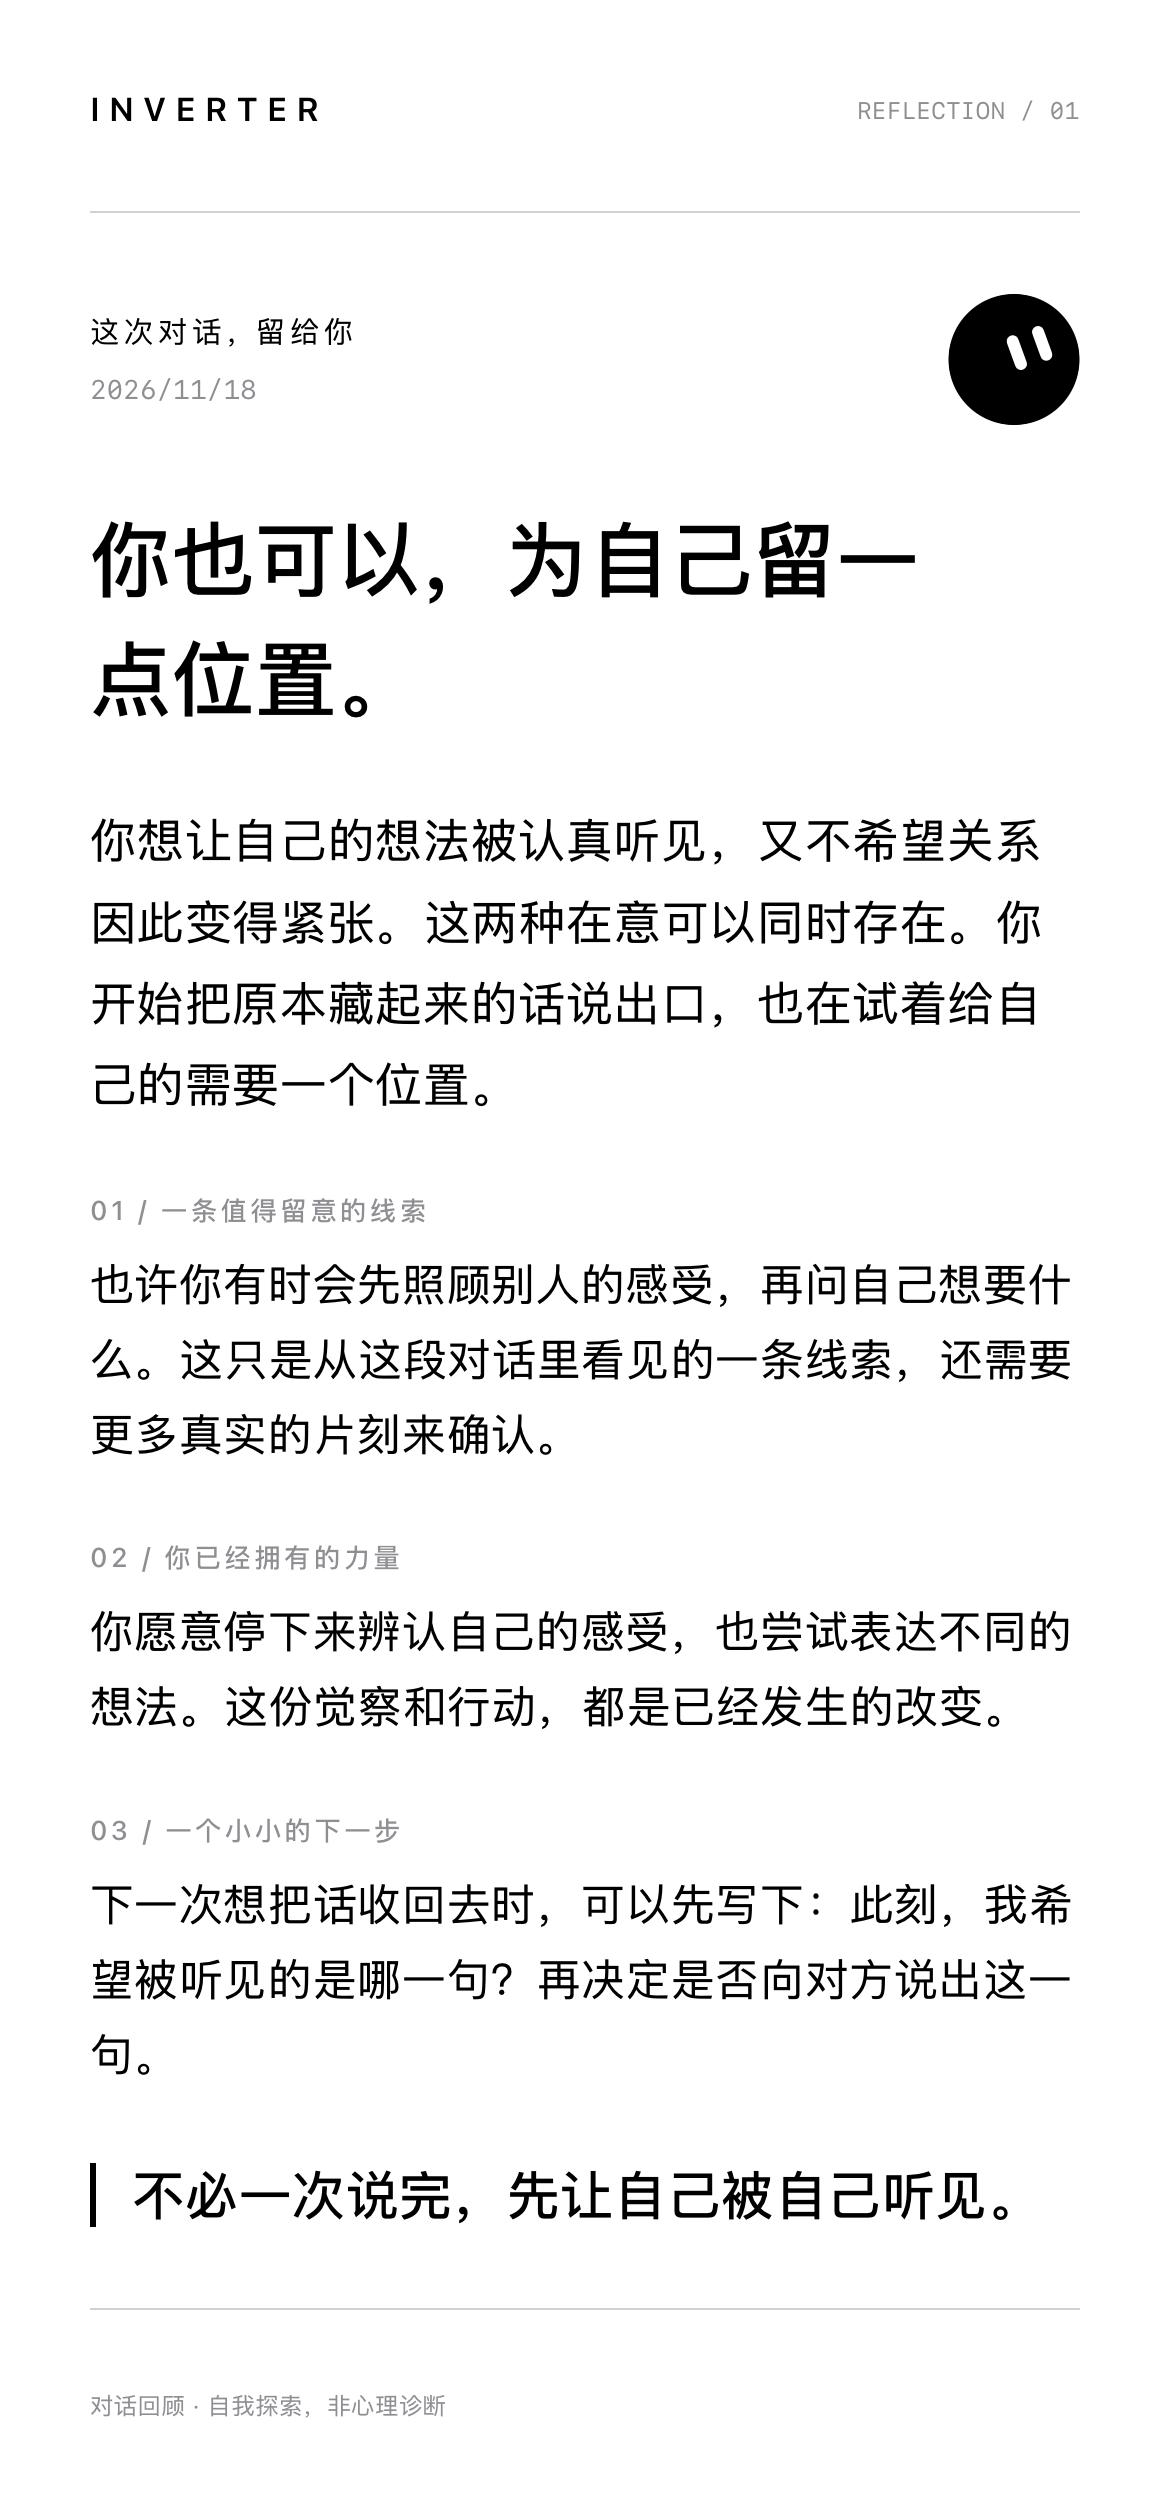 INVERTER
REFLECTION / 01
这次对话，留给你
2026/11/18
你也可以，为自己留一
点位置。
你想让自己的想法被认真听见，又不希望关系
因此变得紧张。这两种在意可以同时存在。你
开始把原本藏起来的话说出口，也在试着给自
己的需要一个位置。
01 / 一条值得留意的线索
也许你有时会先照顾别人的感受，再问自己想要什
么。这只是从这段对话里看见的一条线索，还需要
更多真实的片刻来确认。
02 / 你已经拥有的力量
你愿意停下来辨认自己的感受，也尝试表达不同的
想法。这份觉察和行动，都是已经发生的改变。
03 / 一个小小的下一步
下一次想把话收回去时，可以先写下：此刻，我希
望被听见的是哪一句？再决定是否向对方说出这一
句。
不必一次说完，先让自己被自己听见。
对话回顾 · 自我探索，非心理诊断